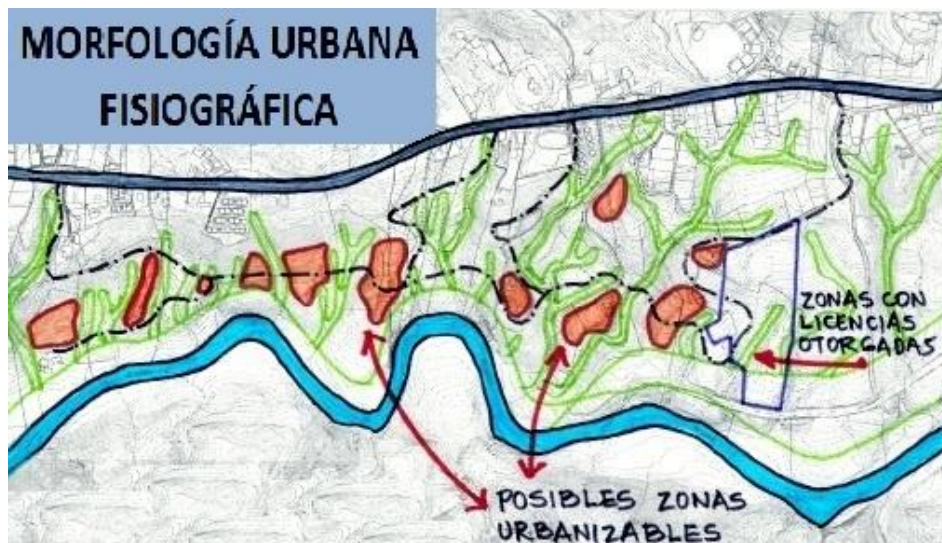 MORFOLOGÍA URBANA
FISIOGRÁFICA
ZONAS CON
LICENCIAS
OTORGADAS
POSIBLES ZONAS
URBANIZABLES